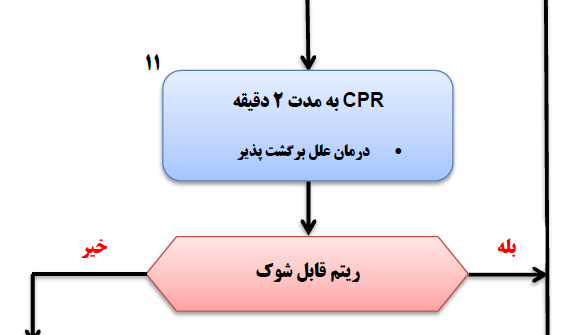 ۱۱
CPR به مدت ۲ دقیقه
• درمان علل برگشت پذیر
بله
خیر
ریتم قابل شوک